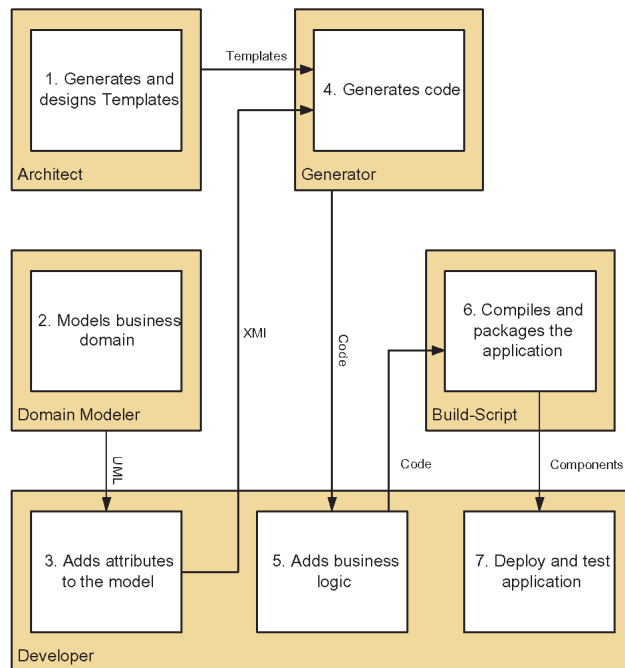 1. Generates and
designs Templates
Architect
Templates
4. Generates code
Generator
2. Models business
domain
Domain Modeler
XMI
Code
6. Compiles and
packages the
application
Build-Script
UML
Code
Components
3. Adds attributes
to the model
5. Adds business
logic
7. Deploy and test
application
Developer